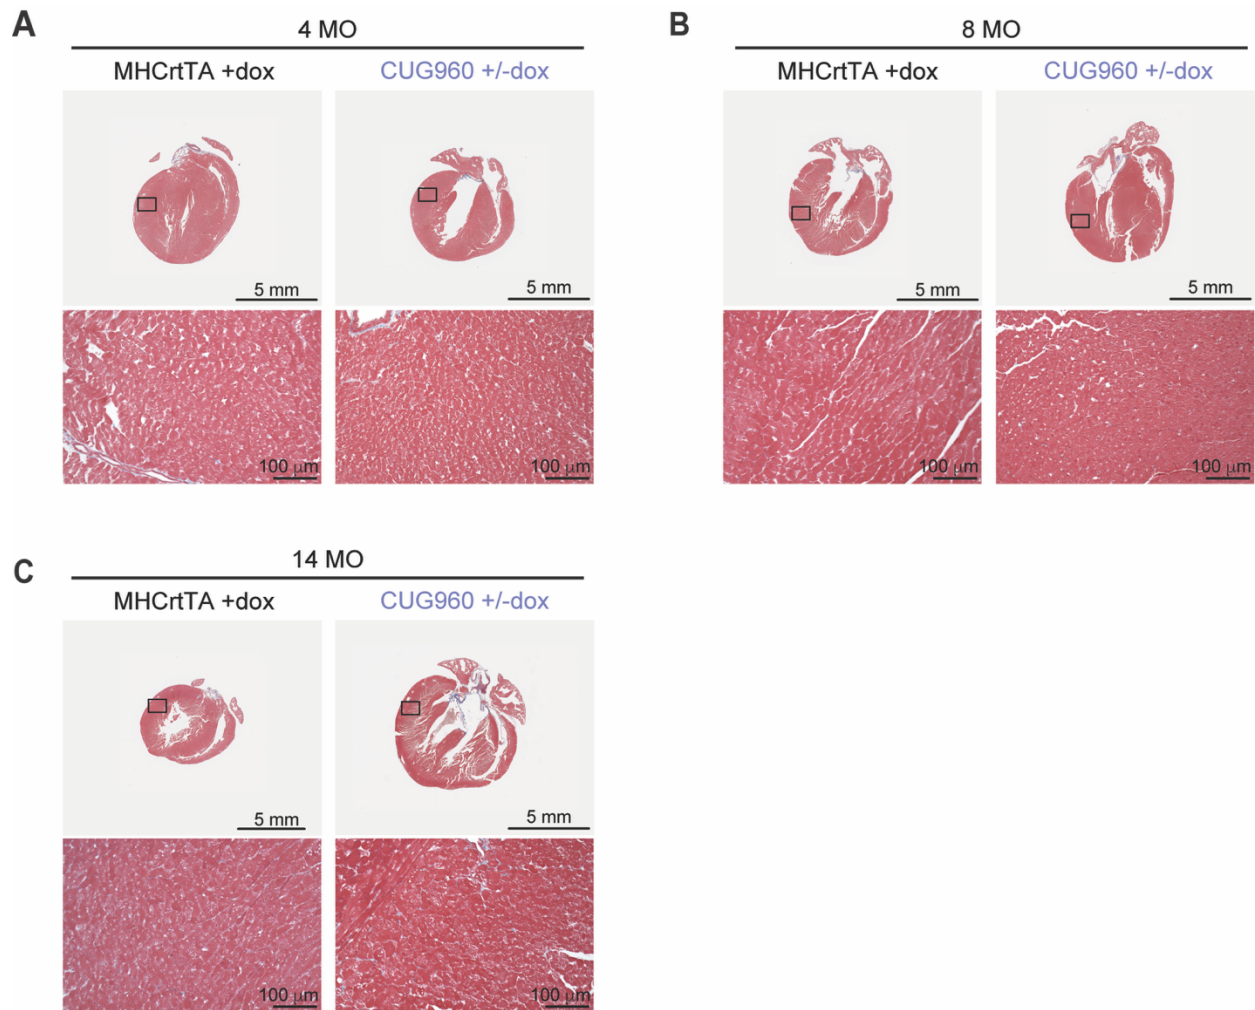 A
4 MO
MHCrtTA +dox
CUG960 +/-dox
5 mm
5 mm
100 μm
100 μm
B
8 MO
MHCrtTA +dox
CUG960 +/-dox
5 mm
5 mm
100 μm
100 μm
C
14 MO
MHCrtTA +dox
CUG960 +/-dox
5 mm
5 mm
100 μm
100 μm